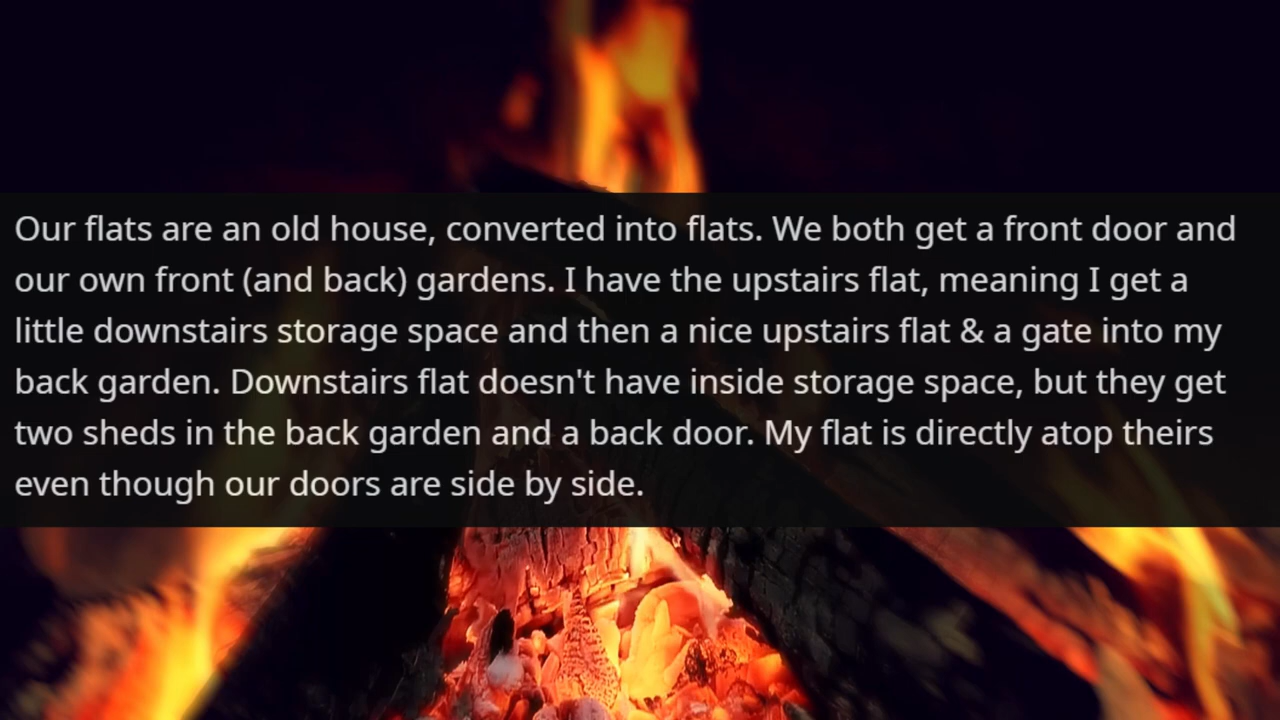 Our flats are an old house, converted into flats. We both get a front door and
our own front (and back) gardens. I have the upstairs flat, meaning I get a
little downstairs storage space and then a nice upstairs flat & a gate into my
back garden. Downstairs flat doesn't have inside storage space, but they get
two sheds in the back garden and a back door. My flat is directly atop theirs
even though our doors are side by side.